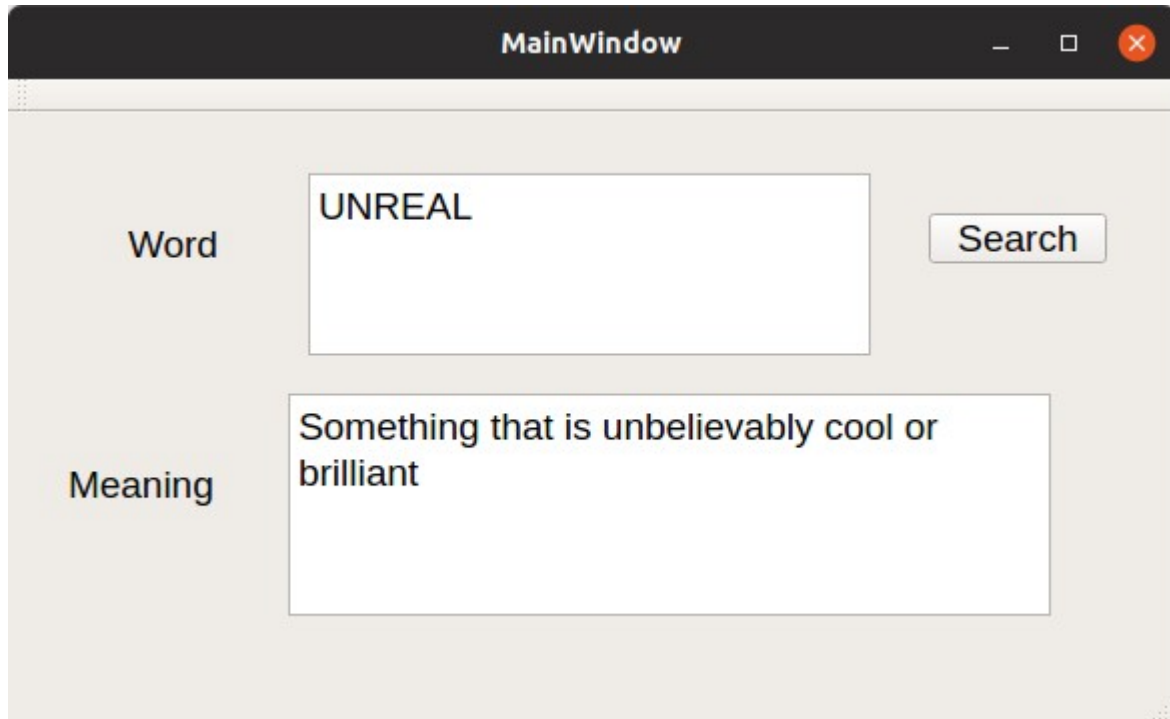 MainWindow
UNREAL
Word
Search
Something that is unbelievably cool or
brilliant
Meaning